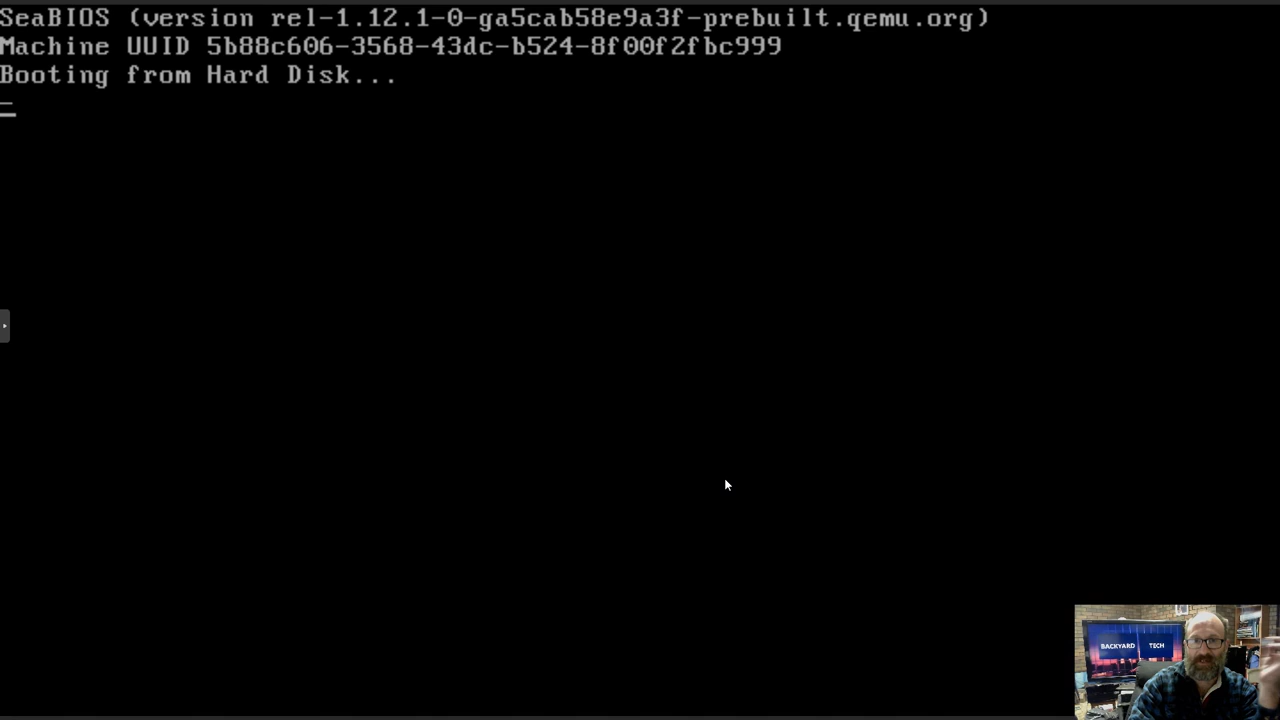 SeaBIOS (version rel-1.12.1-0-ga5cab58e9a3f-prebuilt.qemu.org)
Machine UUID 5b88c606-3568-43dc-b524-8f00f2fbc999
Booting from Hard Disk...
BACKYARD TECH